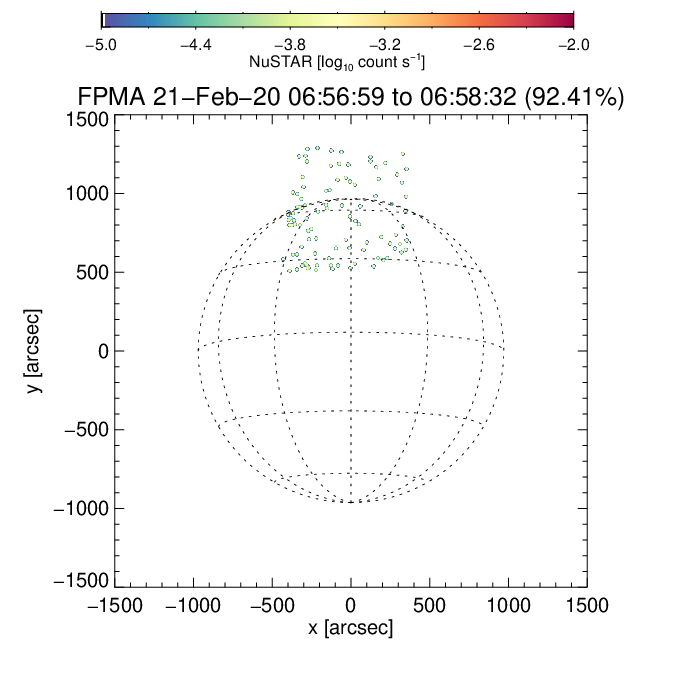 −5.0 −4.4 −3.8 −3.2 −2.6 −2.0
NuSTAR [log₁₀ count s⁻¹]
FPMA 21−Feb−20 06:56:59 to 06:58:32 (92.41%)
1500
1000
500
0
−500
−1000
−1500
y [arcsec]
−1500 −1000 −500 0 500 1000 1500
x [arcsec]